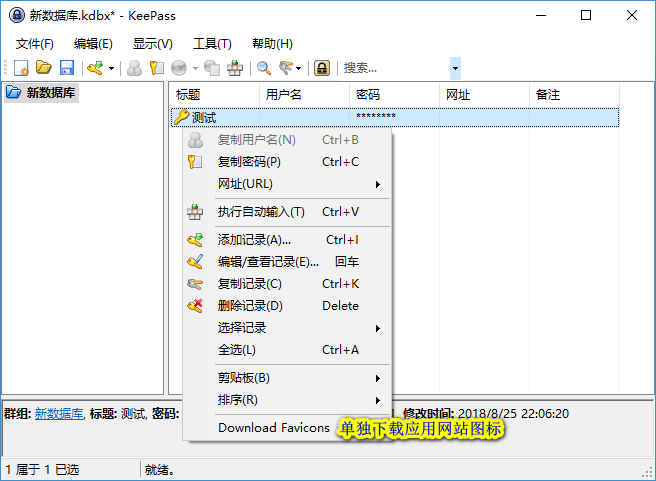 新数据库.kdbx* - KeePass
文件(F) 编辑(E) 显示(V) 工具(T) 帮助(H)
搜索...
新数据库
标题 用户名 密码 网址 备注
测试 ********
复制用户名(N) Ctrl+B
复制密码(P) Ctrl+C
网址(URL)
执行自动输入(T) Ctrl+V
添加记录(A)... Ctrl+I
编辑/查看记录(E)... 回车
复制记录(C) Ctrl+K
删除记录(D) Delete
选择记录
全选(L) Ctrl+A
剪贴板(B)
排序(R)
Download Favicons 单独下载应用网站图标
群组: 新数据库, 标题: 测试, 密码: 修改时间: 2018/8/25 22:06:20
1 属于 1 已选 就绪。